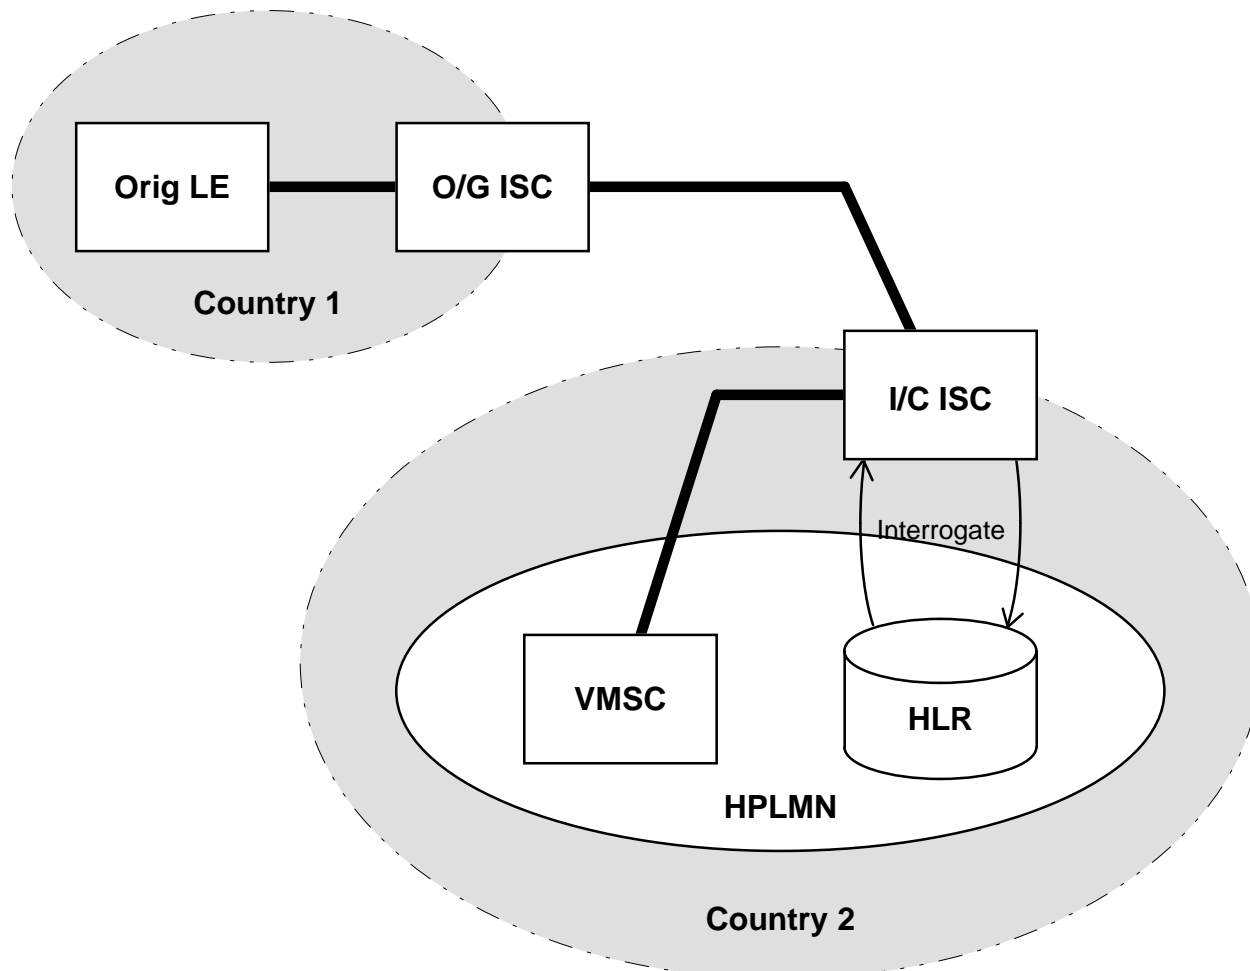 Orig LE
O/G ISC
Country 1
I/C ISC
Interrogate
VMSC
HLR
HPLMN
Country 2